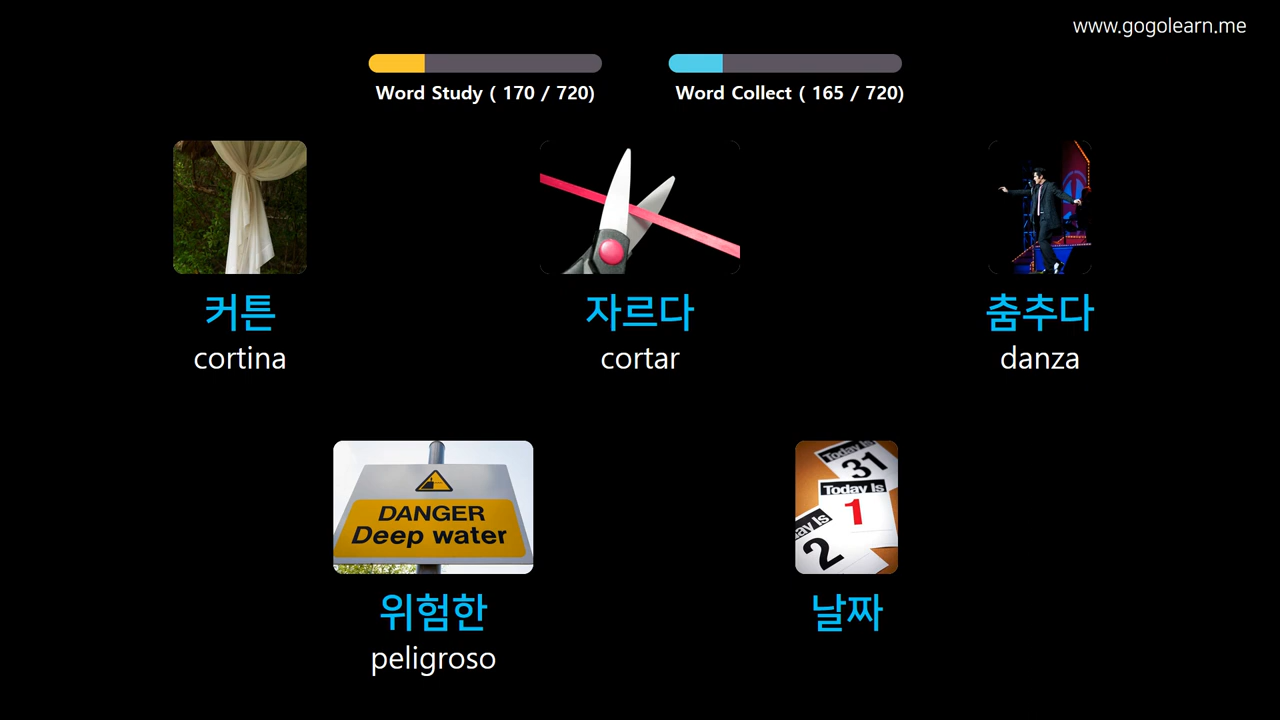 www.gogolearn.me
Word Study ( 170 / 720)
Word Collect ( 165 / 720)
커튼
cortina
자르다
cortar
춤추다
danza
DANGER
Deep water
위험한
peligroso
Today Is
31
Today Is
1
ay Is
2
날짜